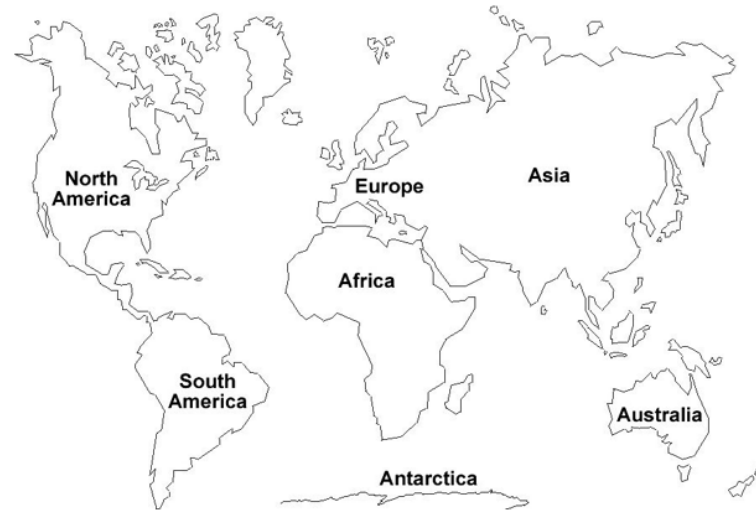 North
America
Europe
Asia
Africa
South
America
Australia
Antarctica